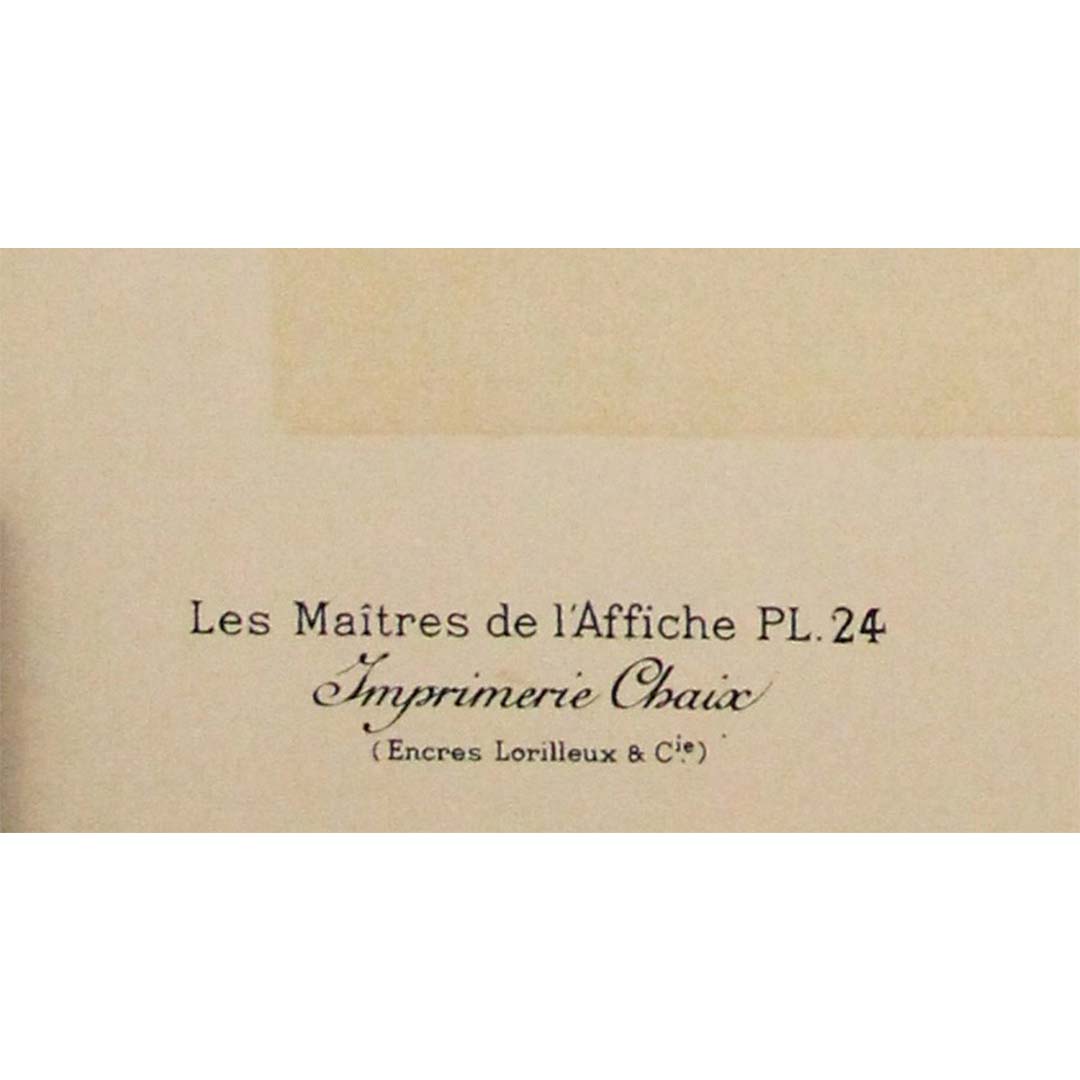 Les Maîtres de l'Affiche PL. 24
Imprimerie Chaix
(Encres Lorilleux & Cie)